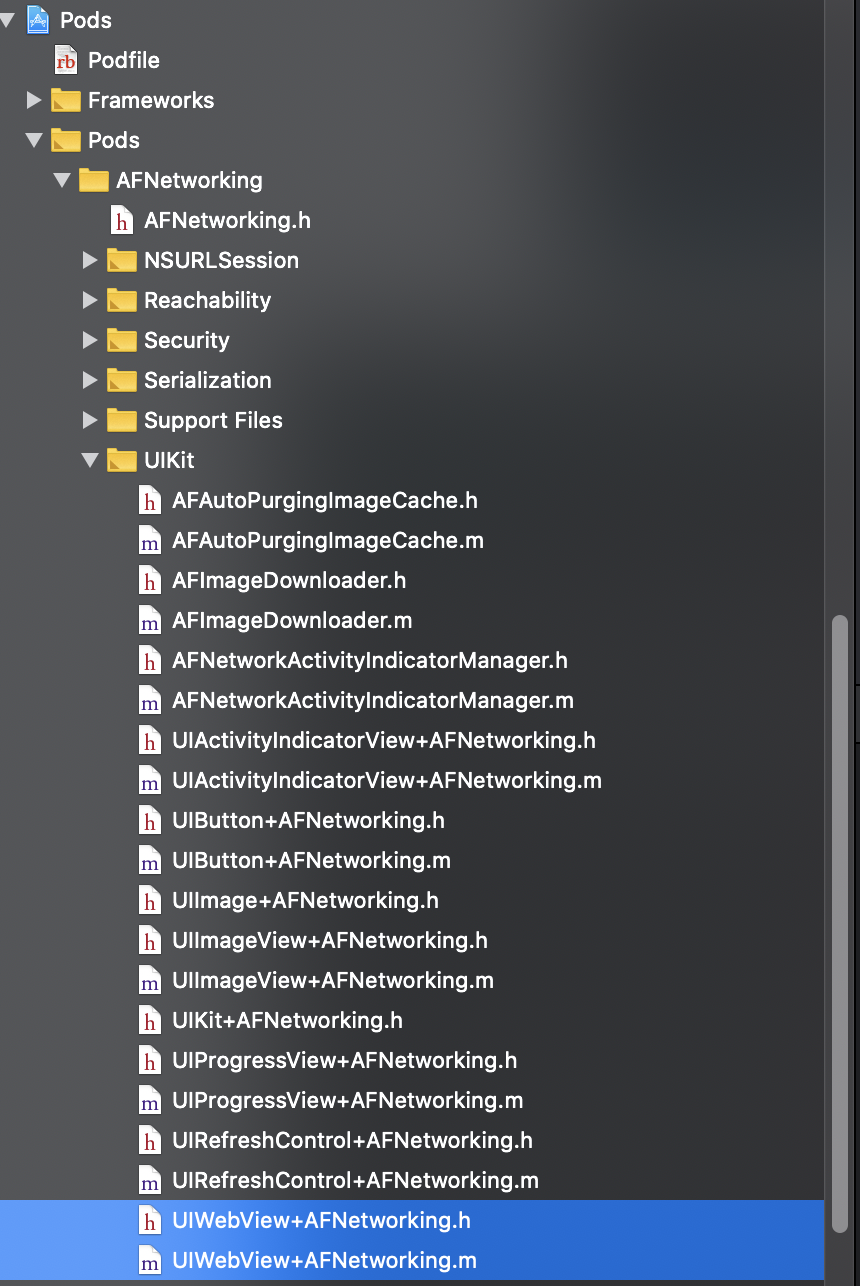 Pods
rb Podfile
Frameworks
Pods
AFNetworking
h AFNetworking.h
NSURLSession
Reachability
Security
Serialization
Support Files
UIKit
h AFAutoPurgingImageCache.h
m AFAutoPurgingImageCache.m
h AFImageDownloader.h
m AFImageDownloader.m
h AFNetworkActivityIndicatorManager.h
m AFNetworkActivityIndicatorManager.m
h UIActivityIndicatorView+AFNetworking.h
m UIActivityIndicatorView+AFNetworking.m
h UIButton+AFNetworking.h
m UIButton+AFNetworking.m
h UIImage+AFNetworking.h
h UIImageView+AFNetworking.h
m UIImageView+AFNetworking.m
h UIKit+AFNetworking.h
h UIProgressView+AFNetworking.h
m UIProgressView+AFNetworking.m
h UIRefreshControl+AFNetworking.h
m UIRefreshControl+AFNetworking.m
h UIWebView+AFNetworking.h
m UIWebView+AFNetworking.m